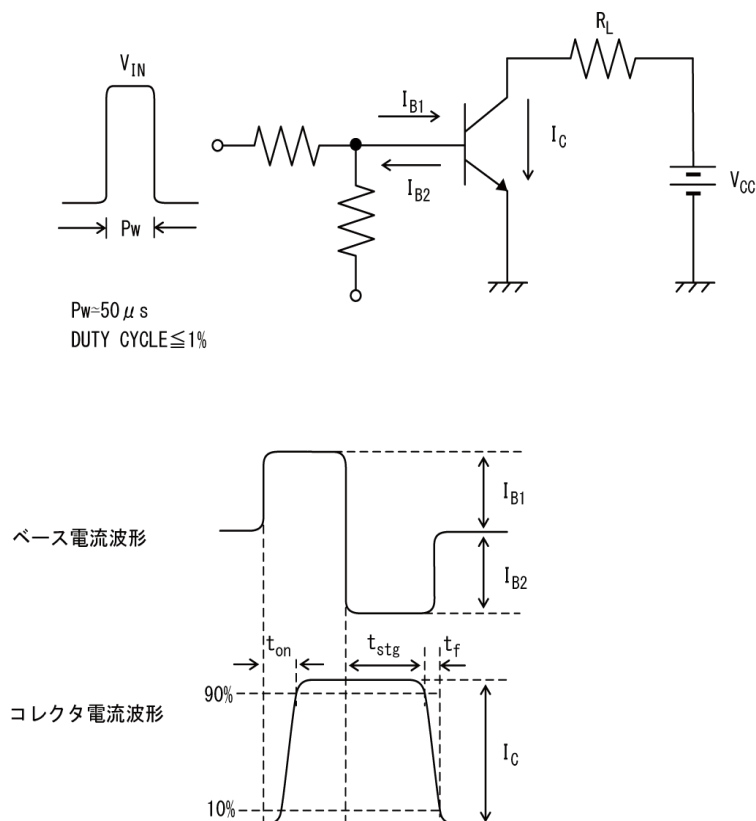 V_IN
R_L
I_B1
I_C
I_B2
V_CC
Pw
Pw≃50μs
DUTY CYCLE≦1%
I_B1
ベース電流波形
I_B2
t_on
t_stg
t_f
90%
コレクタ電流波形
I_C
10%